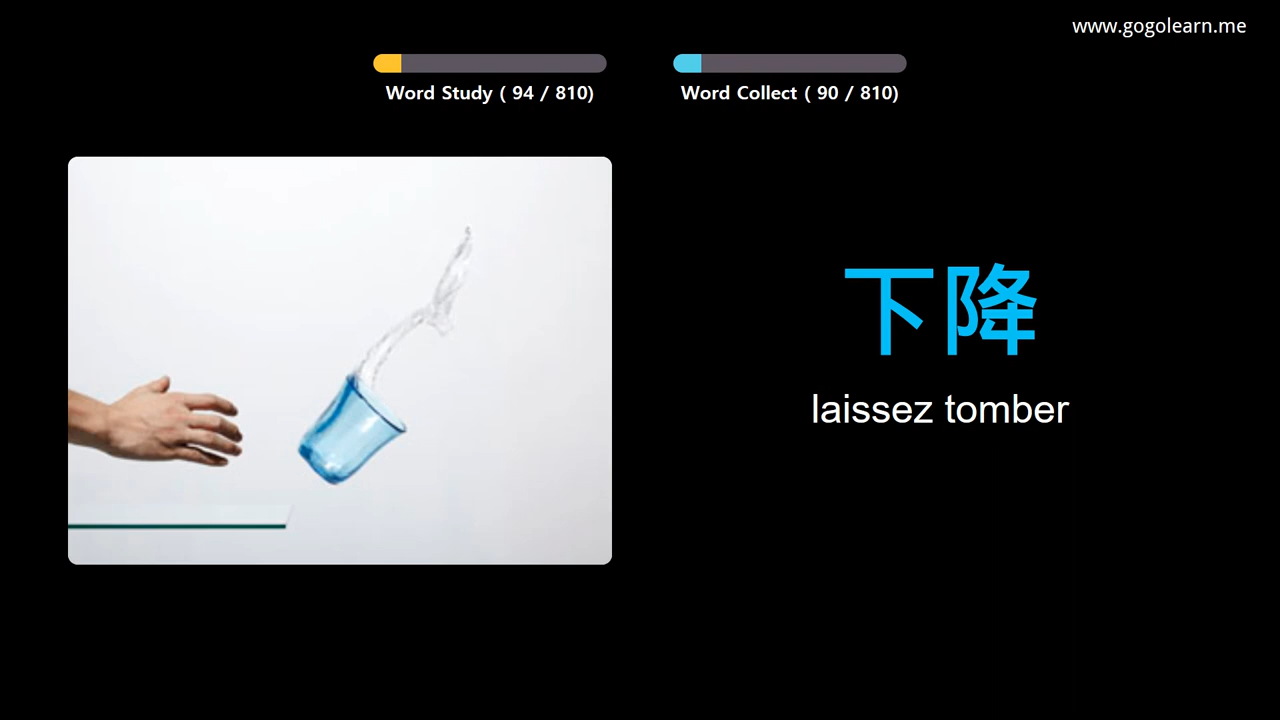 www.gogolearn.me
Word Study ( 94 / 810)
Word Collect ( 90 / 810)
下降
laissez tomber